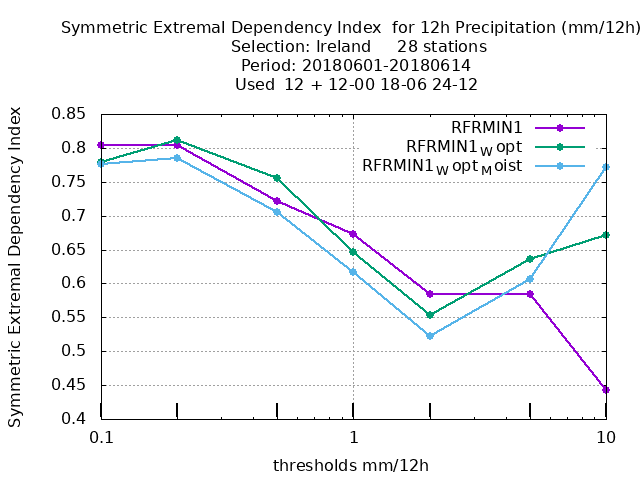 Symmetric Extremal Dependency Index  for 12h Precipitation (mm/12h)
Selection: Ireland     28 stations
Period: 20180601-20180614
Used  12 + 12-00 18-06 24-12
RFRMIN1
RFRMIN1W opt
RFRMIN1W opt Moist
Symmetric Extremal Dependency Index
0.85
0.8
0.75
0.7
0.65
0.6
0.55
0.5
0.45
0.4
0.1 1 10
thresholds mm/12h